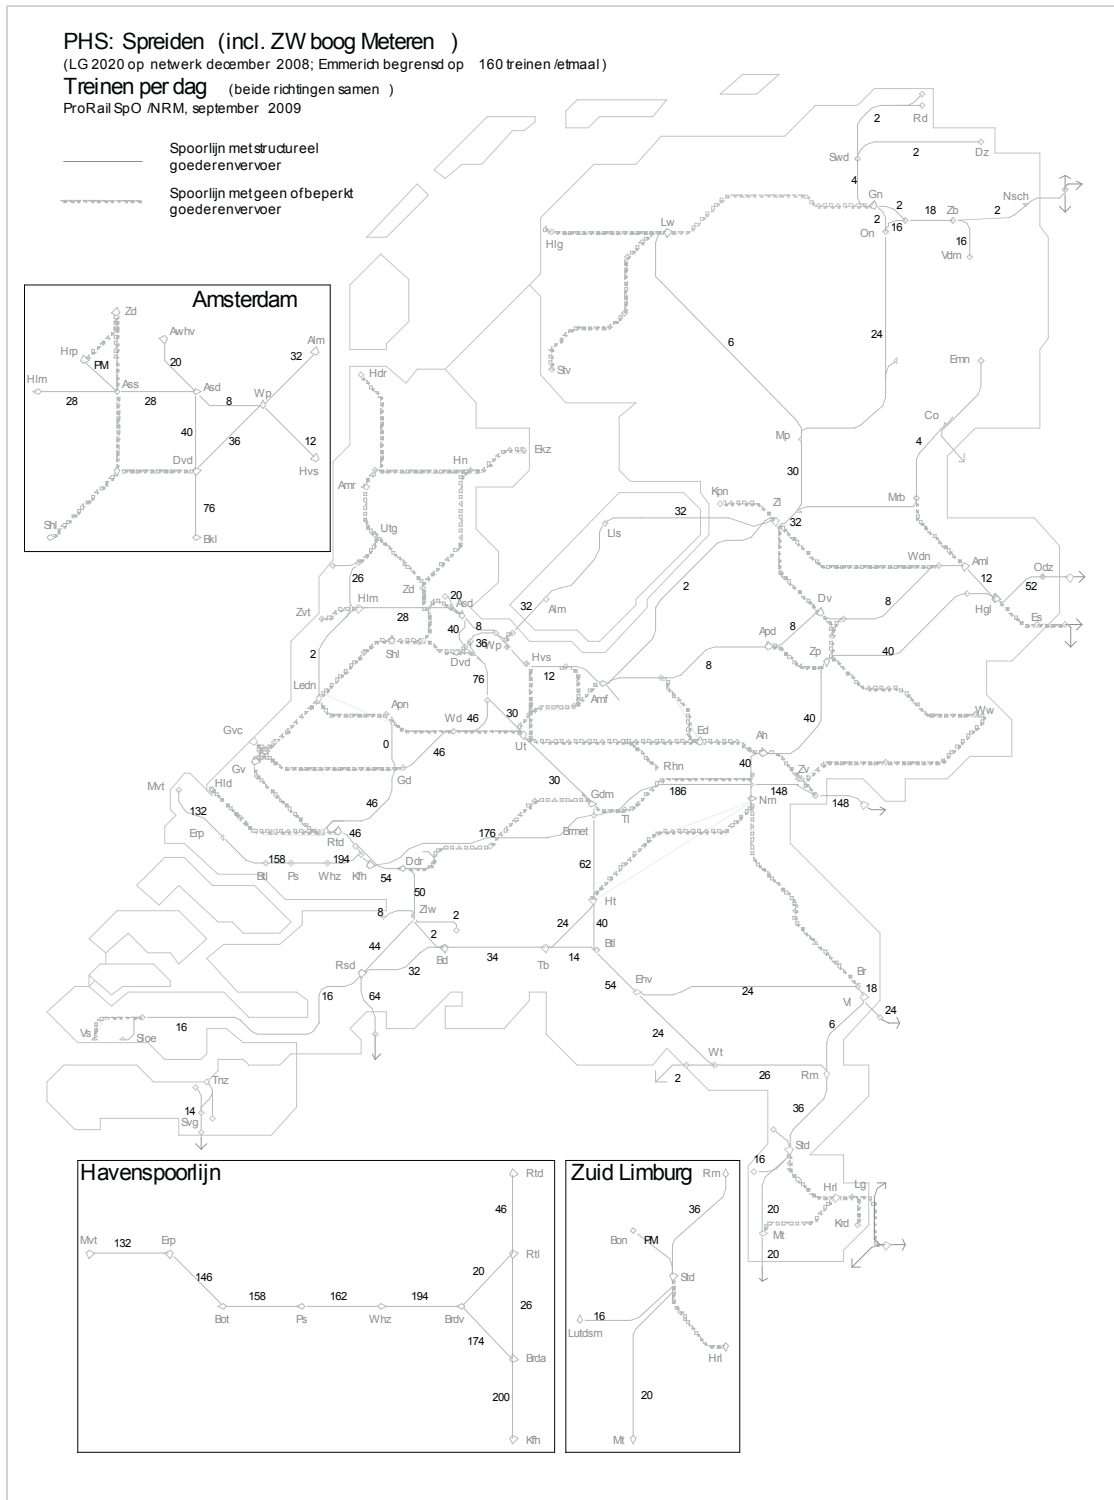 PHS: Spreiden (incl. ZW boog Meteren )
(LG 2020 op netwerk december 2008; Emmerich begrensd op 160 treinen /etmaal )
Treinen per dag (beide richtingen samen )
ProRail SpO /NRM, september 2009
Spoorlijn met structureel
goederenvervoer
Spoorlijn met geen of beperkt
goederenvervoer
2
Rd
Swd
2
Dz
4
Gn
2
18
Zb
2
Nsch
On
2
16
16
Vdm
Hlg
Lw
24
6
Stv
Emn
Co
4
Mp
30
Mrb
Kpn
Zl
32
Amsterdam
Zd
Awhv
Alm
Hrp
PM
20
32
Hlm
Ass
Asd
Wp
28
28
8
40
36
12
Dvd
Hvs
76
Shl
Bkl
Hdr
Hn
Ekz
Amr
Utg
32
Lls
2
Wdn
Aml
12
Odz
52
Hgl
Es
26
Zd
20
Asd
32
Alm
Zvt
Hlm
28
40
8
Dv
8
8
Apd
Shl
36
Wp
Dvd
Zp
40
2
Hvs
12
8
76
Amf
Ledn
Apn
Wd
46
30
Ut
Ed
Ah
40
Ww
Gvc
0
46
Gv
Gd
Rhn
40
Zv
Mvt
Hld
30
186
148
148
132
46
Gdm
Tl
Nm
Erp
Rtd
46
176
Brmet
158
194
Btl
Ps
Whz
Kfh
54
Ddr
62
50
Ht
8
Zlw
2
24
40
44
2
Rsd
32
Bd
34
Tb
14
Btl
54
Ehv
24
Br
18
Vl
24
16
64
Vs
Sloe
16
6
24
Wt
2
26
Rm
Tnz
14
Svg
36
Std
16
Hrl
Lg
20
Krd
Mt
20
Havenspoorlijn
Rtd
46
Mvt
132
Erp
Rtl
146
20
158
162
194
26
Bot
Ps
Whz
Brdv
174
Brda
200
Kfh
Zuid Limburg
Rm
36
Bon
PM
Std
16
Lutdsm
Hrl
20
Mt